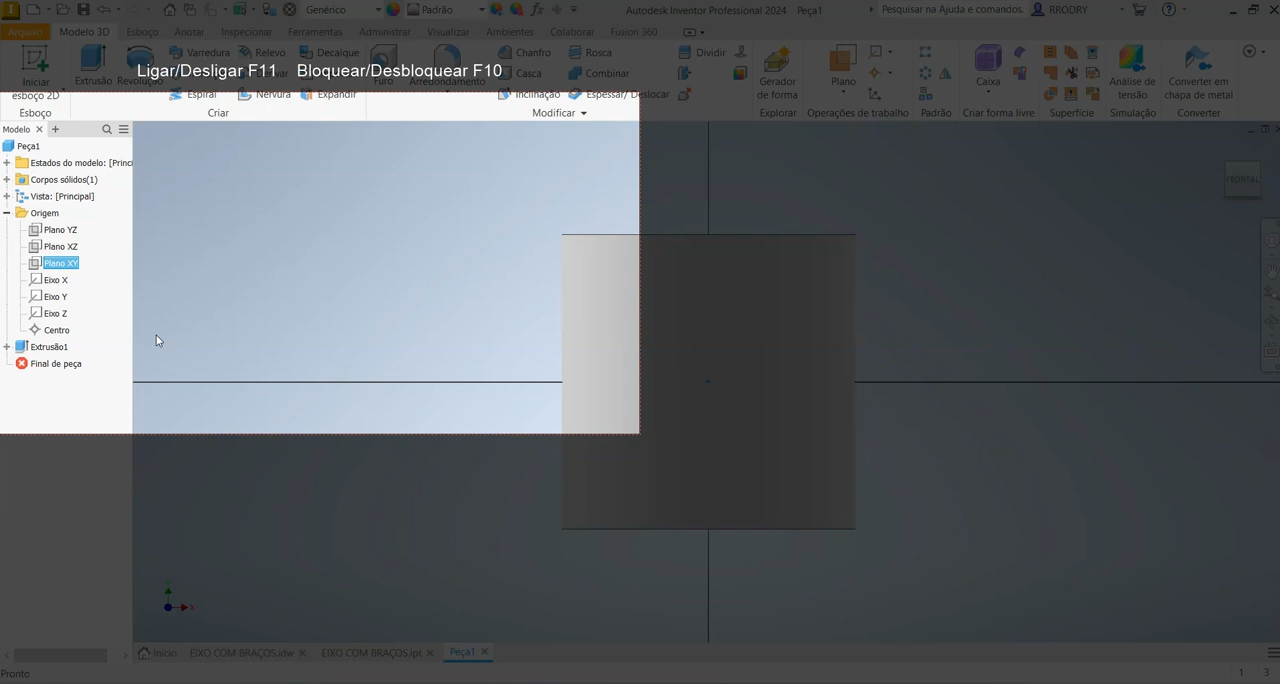 Genérico
Padrão
Autodesk Inventor Professional 2024 Peça1
Pesquisar na Ajuda e comandos.
RRODRY
Arquivo
Modelo 3D
Esboço
Anotar
Inspecionar
Ferramentas
Administrar
Visualizar
Ambientes
Colaborar
Fusion 360
Ligar/Desligar F11 Bloquear/Desbloquear F10
Iniciar
esboço 2D
Extrusão
Revolução
Varredura
Relevo
Decalque
Derivar
Espiral
Nervura
Expandir
Furo
Arredondamento
Chanfro
Rosca
Casca
Combinar
Inclinação
Espessar/ Deslocar
Dividir
Gerador
de forma
Plano
Caixa
Análise de
tensão
Converter em
chapa de metal
Esboço
Criar
Modificar
Explorar
Operações de trabalho
Padrão
Criar forma livre
Superfície
Simulação
Converter
Modelo
Peça1
Estados do modelo: [Princi
Corpos sólidos(1)
Vista: [Principal]
Origem
Plano YZ
Plano XZ
Plano XY
Eixo X
Eixo Y
Eixo Z
Centro
Extrusão1
Final de peça
FRONTAL
X
Início
EIXO COM BRAÇOS.idw
EIXO COM BRAÇOS.ipt
Peça1
Pronto
1
3